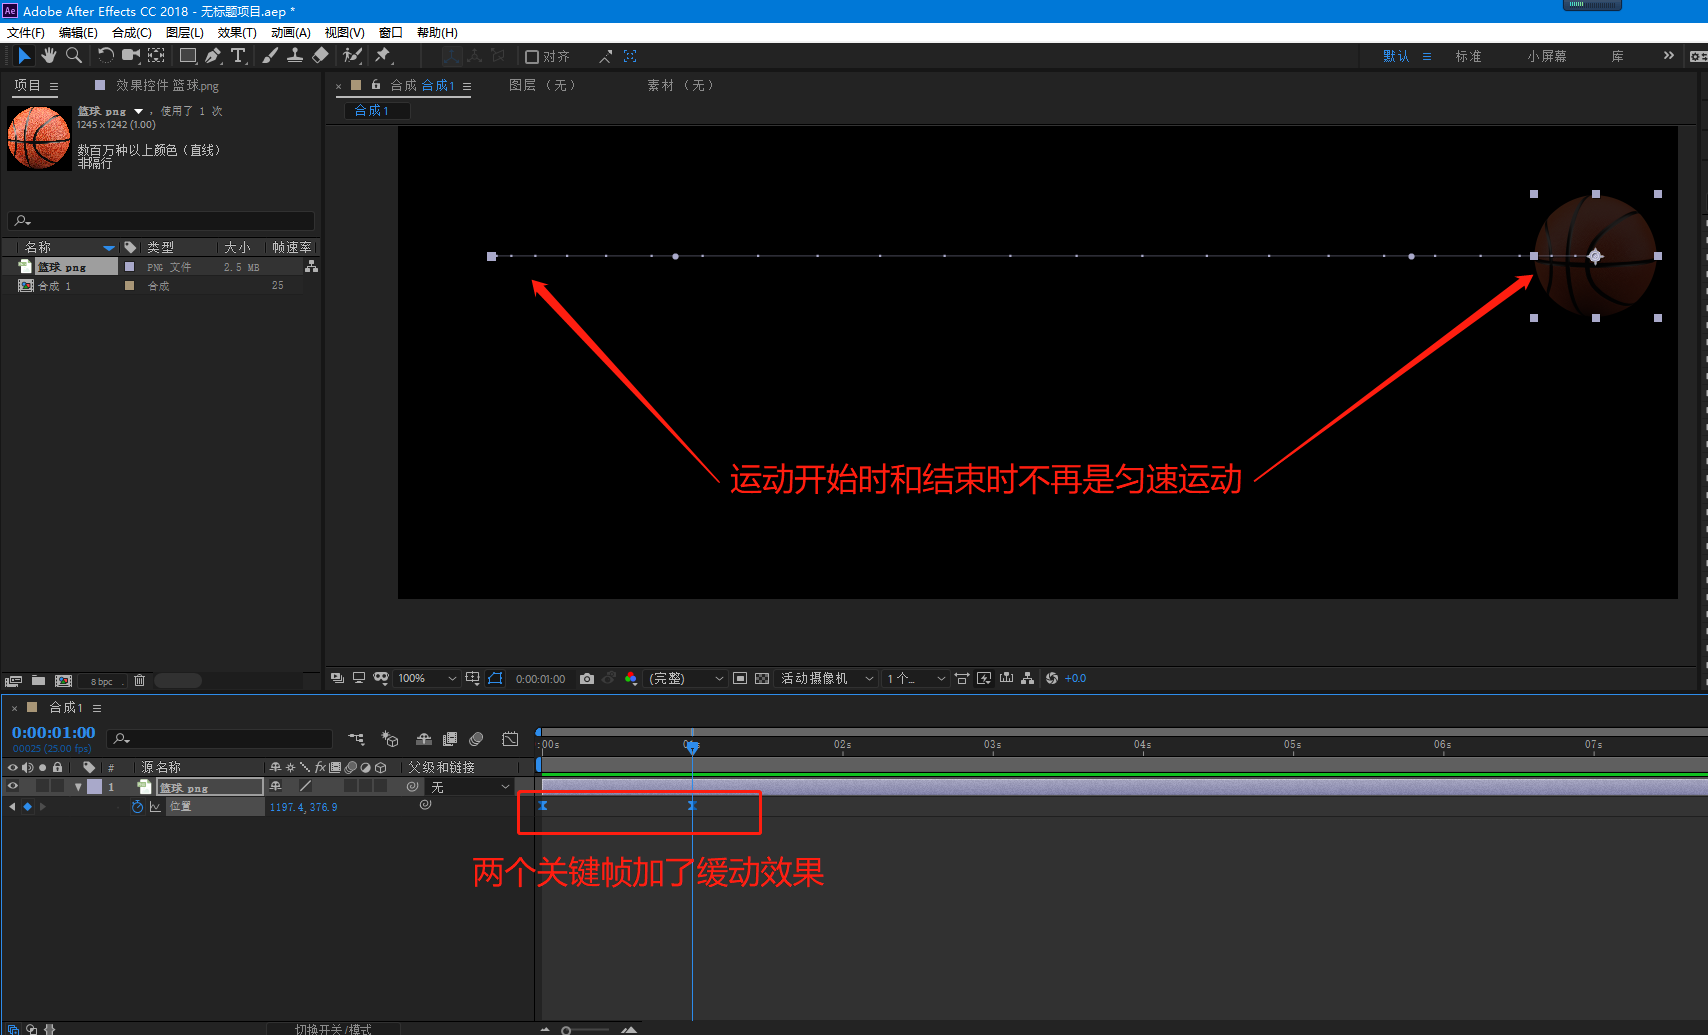 Ae Adobe After Effects CC 2018 - 无标题项目.aep *
文件(F) 编辑(E) 合成(C) 图层(L) 效果(T) 动画(A) 视图(V) 窗口 帮助(H)
T 对齐 默认 标准 小屏幕 库 »
项目 效果控件 篮球.png
× 合成 合成1 图层 （无） 素材 （无）
篮球.png ，使用了 1 次
合成1
1245 x 1242 (1.00)
数百万种以上颜色（直线）
非隔行
名称 类型 大小 帧速率
篮球.png PNG 文件 2.5 MB
合成 1 合成 25
运动开始时和结束时不再是匀速运动
8 bpc
100% 0:00:01:00 (完整) 活动摄像机 1个... +0.0
× 合成1
0:00:01:00
00025 (25.00 fps)
:00s 02s 03s 04s 05s 06s 07s
# 源名称 fx 父级和链接
1 篮球.png 无
位置 1197.4,376.9
两个关键帧加了缓动效果
切换开关/模式